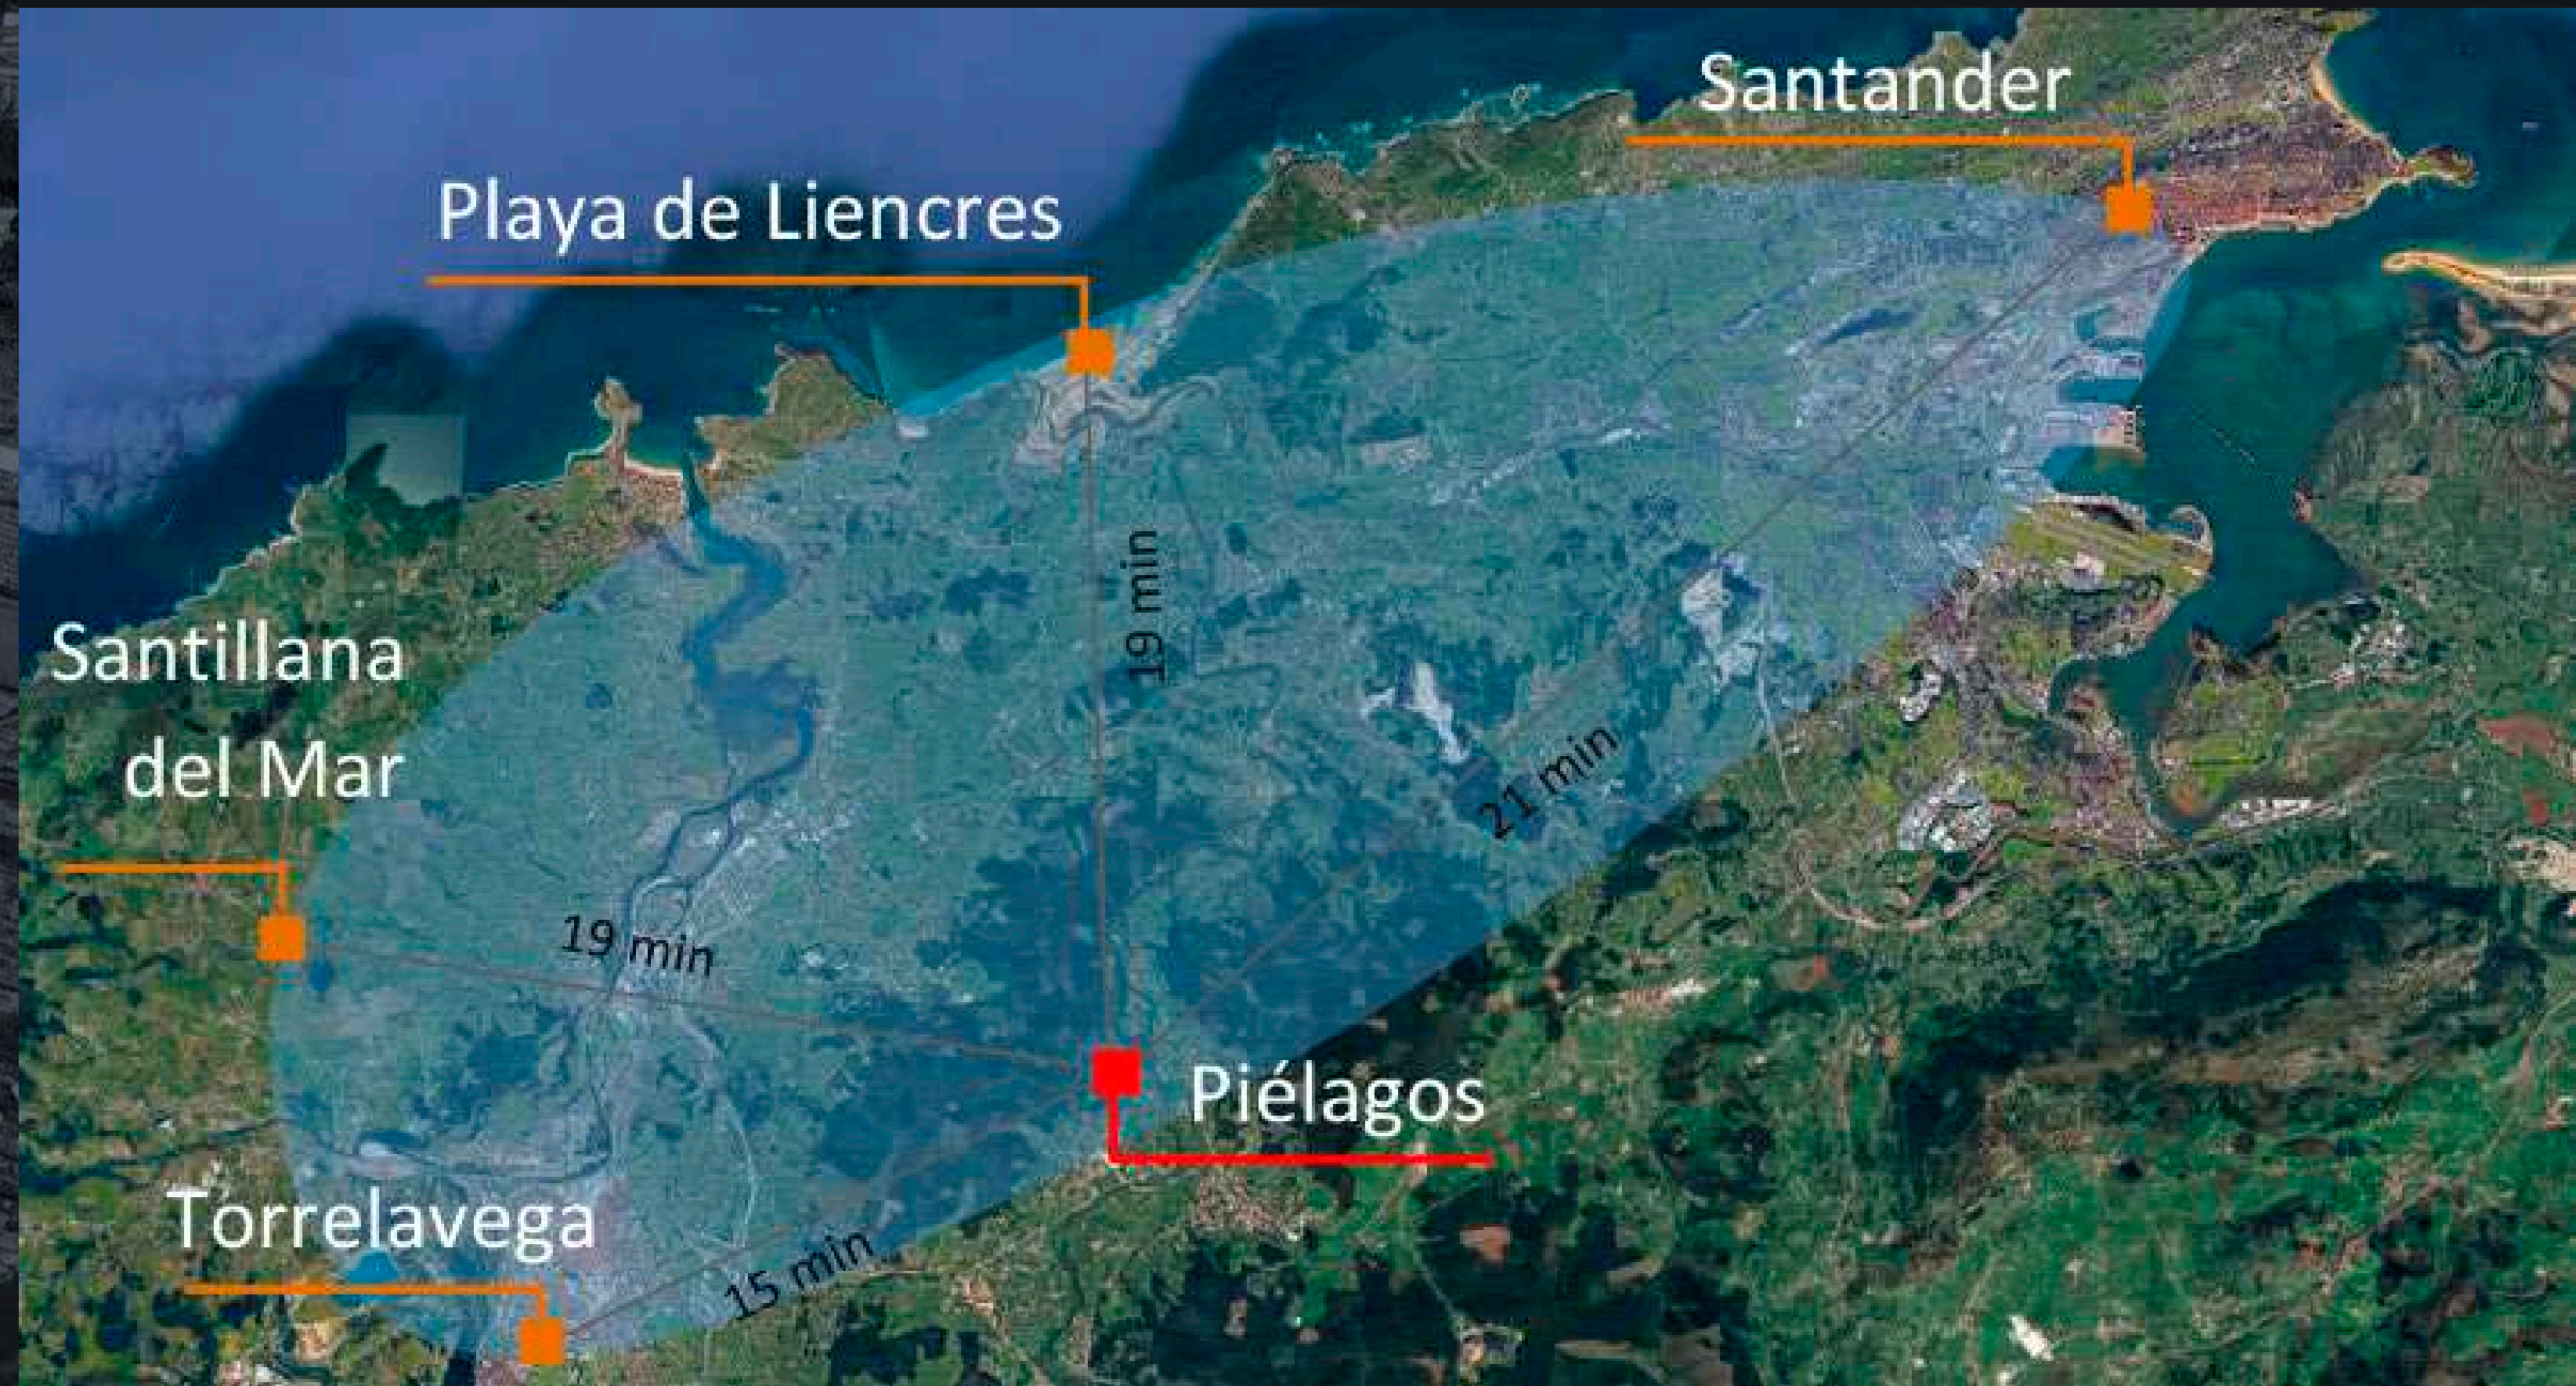 Santander
Playa de Liencres
19 min
Santillana
del Mar
21 min
19 min
Piélagos
Torrelavega
15 min